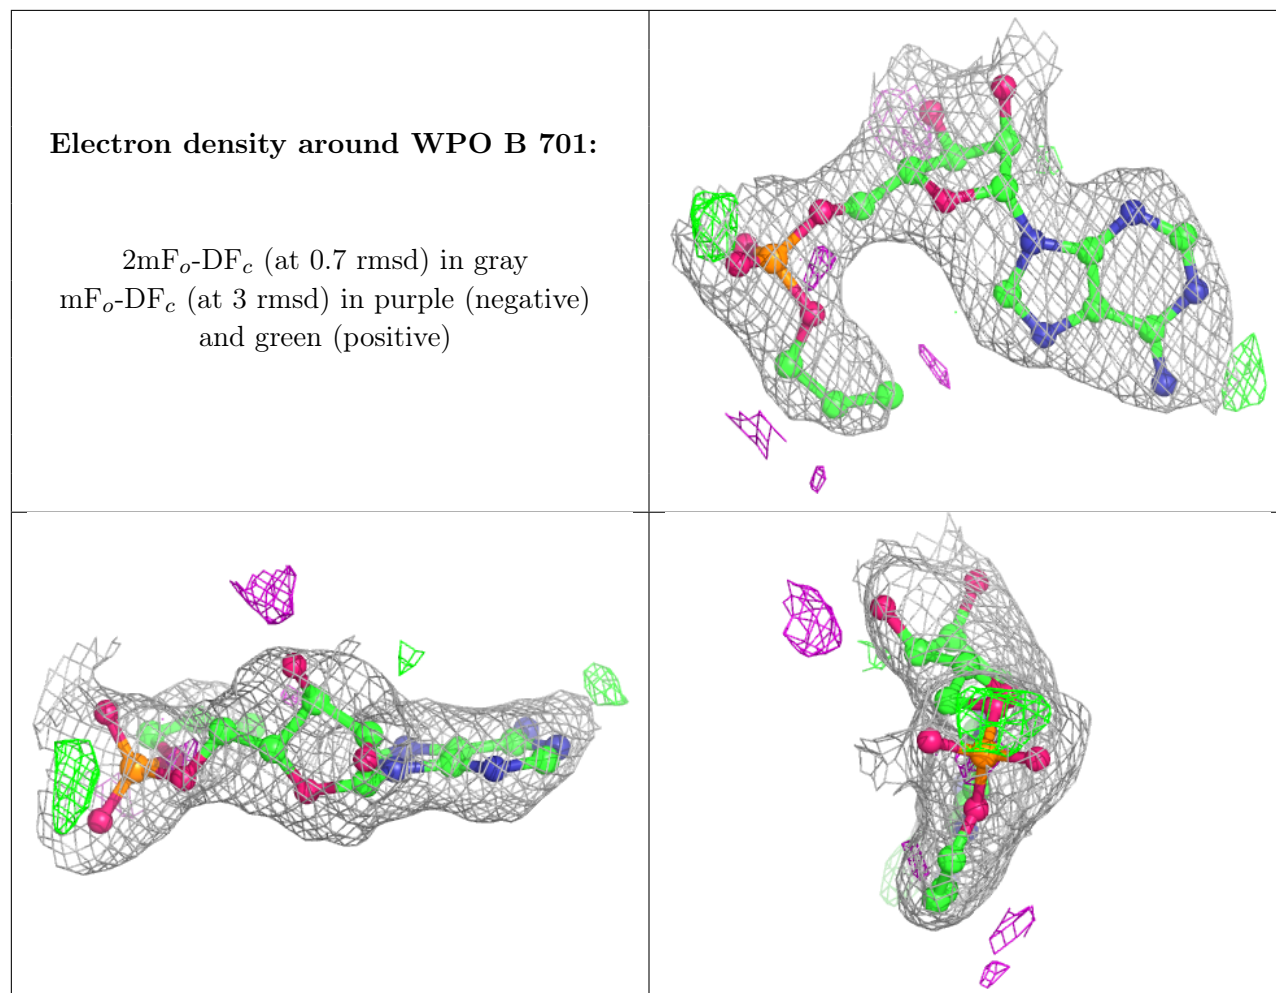 Electron density around WPO B 701:
2mFo-DFc (at 0.7 rmsd) in gray
mFo-DFc (at 3 rmsd) in purple (negative)
and green (positive)